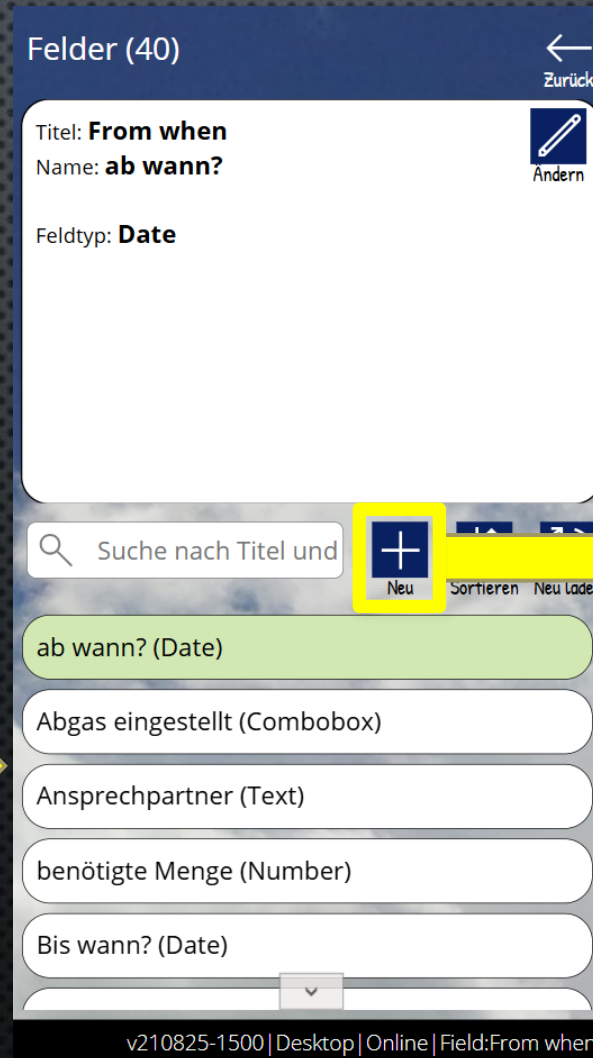 Felder (40)
Zurück
Titel: From when
Name: ab wann?
Ändern
Feldtyp: Date
Suche nach Titel und
Neu
Sortieren
Neu lade
ab wann? (Date)
Abgas eingestellt (Combobox)
Ansprechpartner (Text)
benötigte Menge (Number)
Bis wann? (Date)
v210825-1500|Desktop|Online|Field:From when